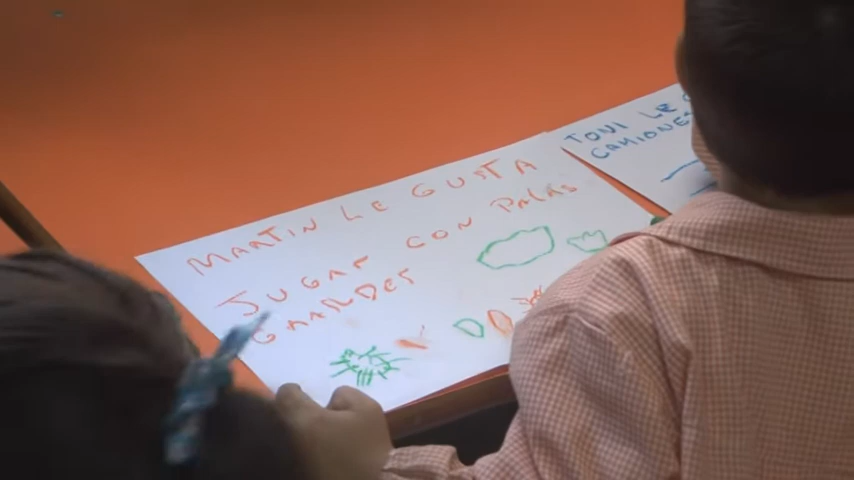 MARTIN LE GUSTA
JUGAR CON PALAS
GRANDES
TONI LE
CAMIONES